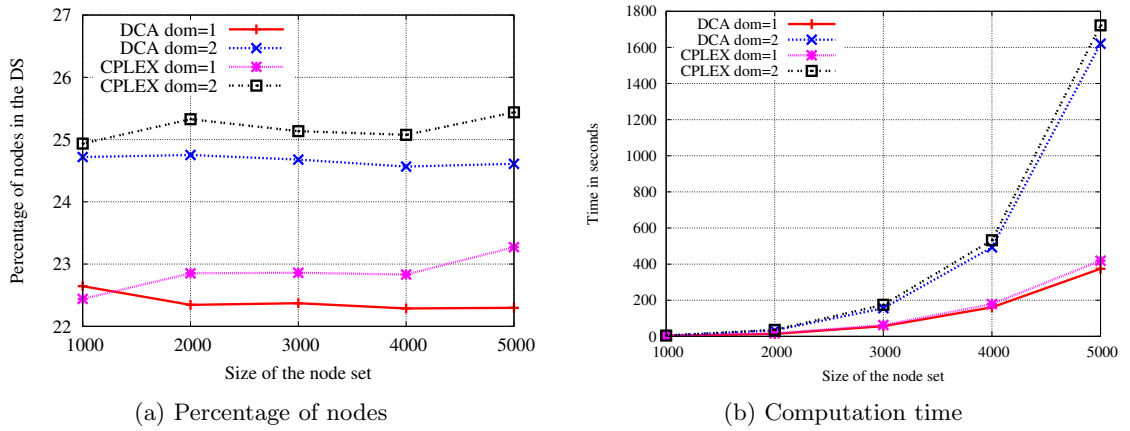 27
26
25
24
23
22
1000 2000 3000 4000 5000
Percentage of nodes in the DS
Size of the node set
DCA dom=1
DCA dom=2
CPLEX dom=1
CPLEX dom=2
(a) Percentage of nodes
1800
1600
1400
1200
1000
800
600
400
200
0
1000 2000 3000 4000 5000
Time in seconds
Size of the node set
DCA dom=1
DCA dom=2
CPLEX dom=1
CPLEX dom=2
(b) Computation time